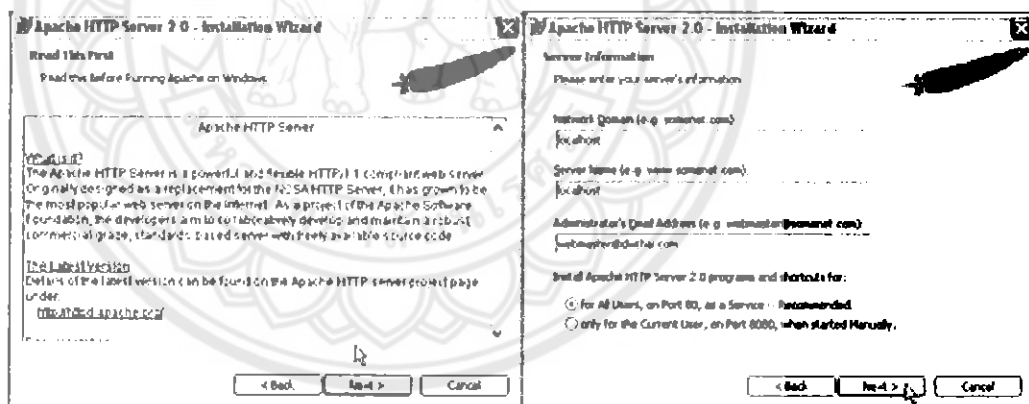 Apache HTTP Server 2.0 - Installation Wizard
Read This First
Read this before Running Apache on Windows.
Apache HTTP Server
What is it?
The Apache HTTP Server is a powerful and flexible HTTP/1.1 compliant web server.
Originally designed as a replacement for the NCSA HTTP Server, it has grown to be
the most popular web server on the Internet. As a project of the Apache Software
Foundation, the developers aim to collaboratively develop and maintain a robust,
commercial-grade, standards-based server with freely available source code.
The Latest Version
Details of the latest version can be found on the Apache HTTP server project page
under:
http://httpd.apache.org/
< Back Next > Cancel
Apache HTTP Server 2.0 - Installation Wizard
Server Information
Please enter your server's information.
Network Domain (e.g. somenet.com)
localhost
Server Name (e.g. www.somenet.com):
localhost
Administrator's Email Address (e.g. webmaster@somenet.com):
Install Apache HTTP Server 2.0 programs and shortcuts for:
for All Users, on Port 80, as a Service -- Recommended.
only for the Current User, on Port 8080, when started Manually.
< Back Next > Cancel